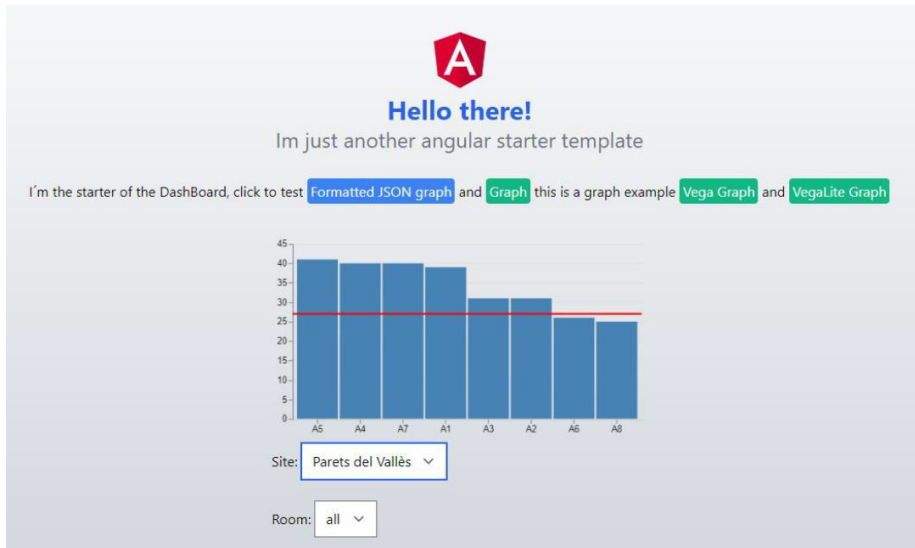 A
Hello there!
Im just another angular starter template
I´m the starter of the DashBoard, click to test Formatted JSON graph and Graph this is a graph example Vega Graph and VegaLite Graph
45
40
35
30
25
20
15
10
5
0
A5 A4 A7 A1 A3 A2 A6 A8
Site: Parets del Vallès
Room: all